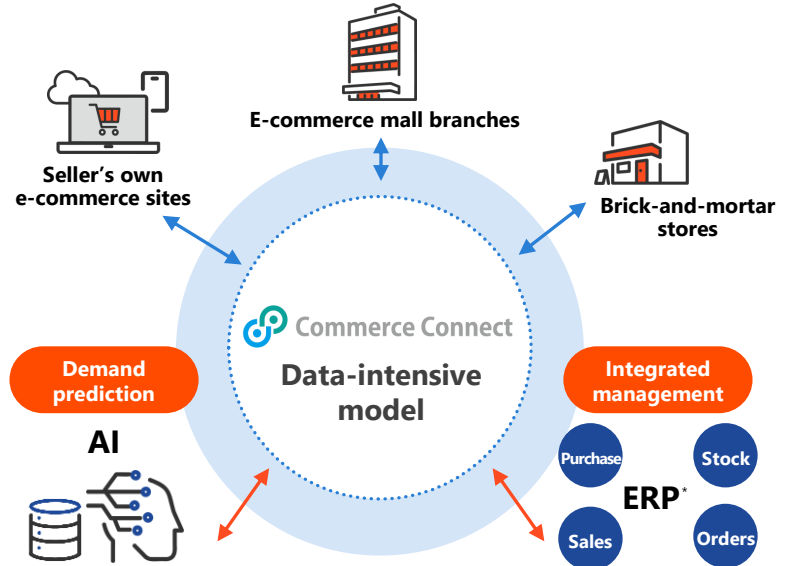 E-commerce mall branches
Seller's own
e-commerce sites
Brick-and-mortar
stores
Commerce Connect
Data-intensive
model
Demand
prediction
AI
Integrated
management
Purchase
Stock
ERP*
Sales
Orders